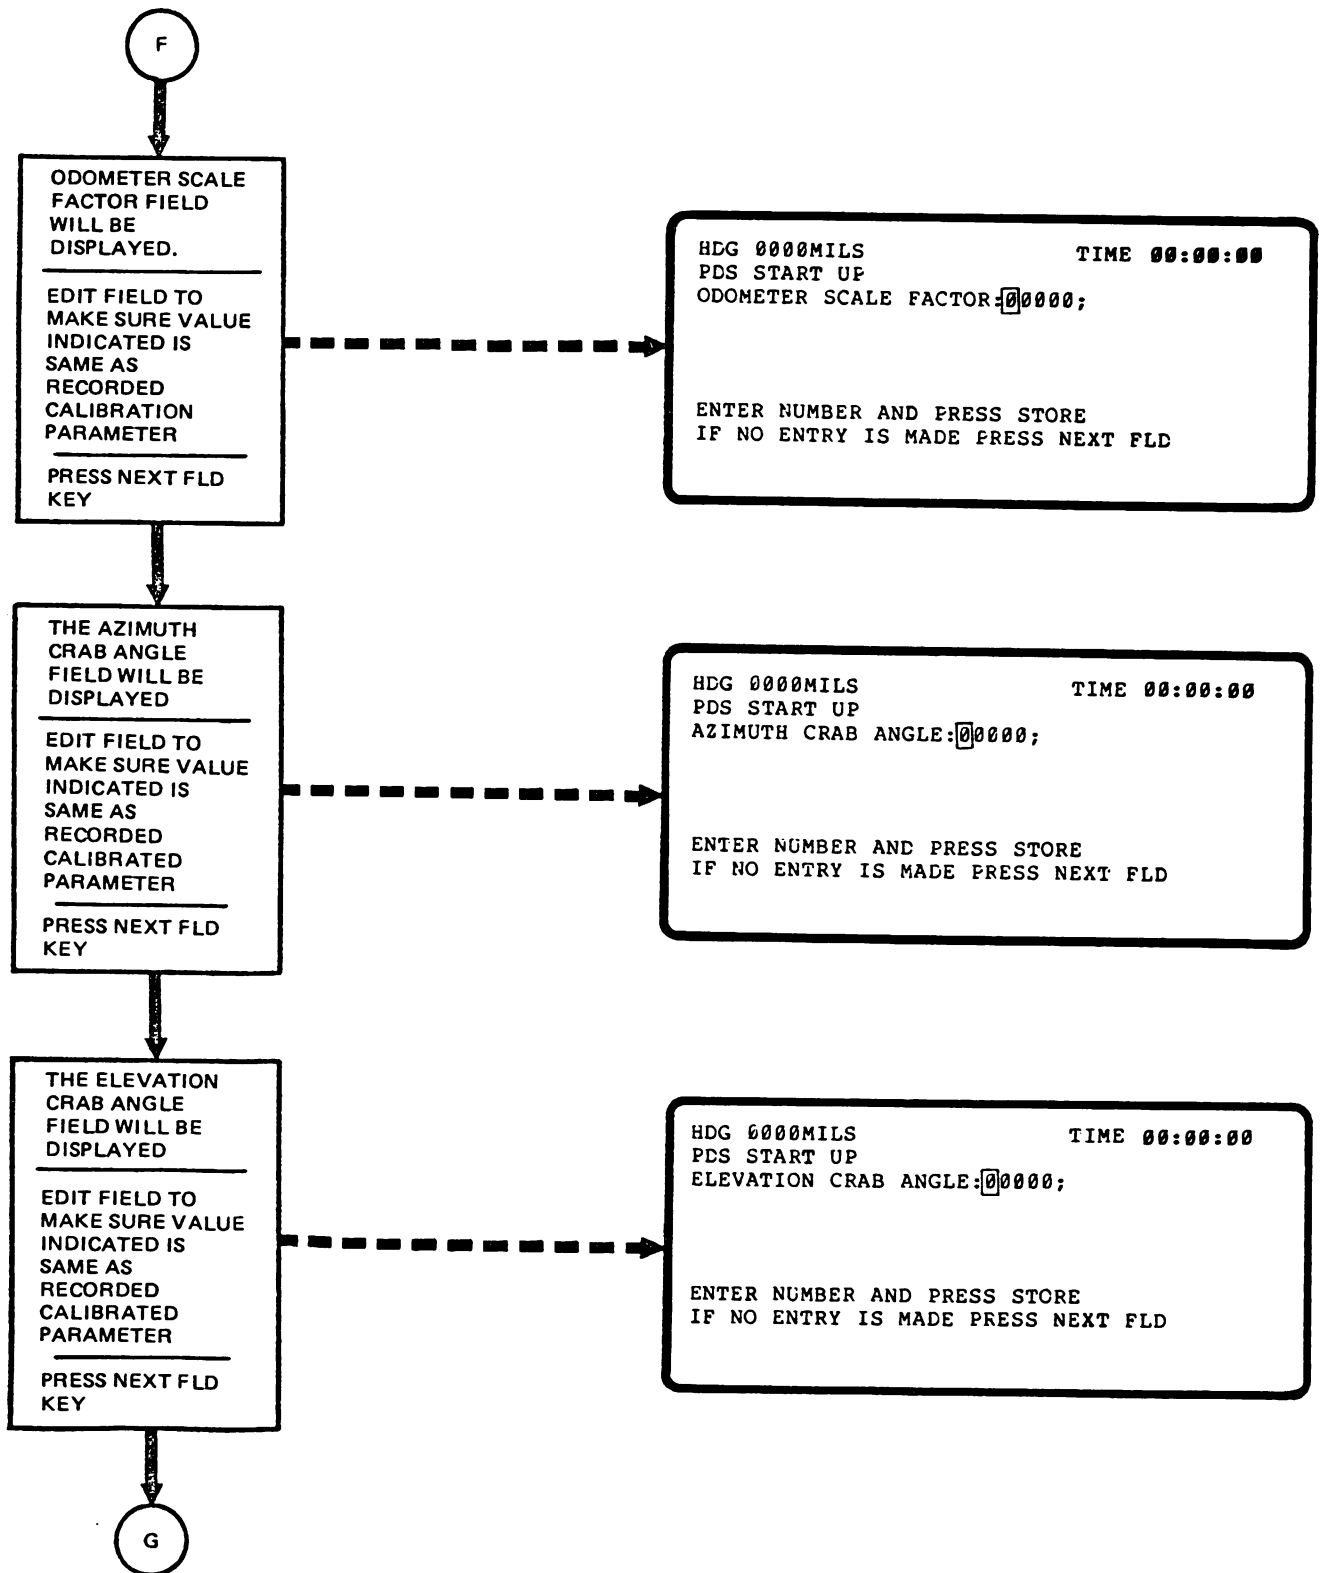 F
ODOMETER SCALE
FACTOR FIELD
WILL BE
DISPLAYED.
EDIT FIELD TO
MAKE SURE VALUE
INDICATED IS
SAME AS
RECORDED
CALIBRATION
PARAMETER
PRESS NEXT FLD
KEY
HDG 0000MILS TIME 00:00:00
PDS START UP
ODOMETER SCALE FACTOR:00000;
ENTER NUMBER AND PRESS STORE
IF NO ENTRY IS MADE PRESS NEXT FLD
THE AZIMUTH
CRAB ANGLE
FIELD WILL BE
DISPLAYED
EDIT FIELD TO
MAKE SURE VALUE
INDICATED IS
SAME AS
RECORDED
CALIBRATED
PARAMETER
PRESS NEXT FLD
KEY
HDG 0000MILS TIME 00:00:00
PDS START UP
AZIMUTH CRAB ANGLE:00000;
ENTER NUMBER AND PRESS STORE
IF NO ENTRY IS MADE PRESS NEXT FLD
THE ELEVATION
CRAB ANGLE
FIELD WILL BE
DISPLAYED
EDIT FIELD TO
MAKE SURE VALUE
INDICATED IS
SAME AS
RECORDED
CALIBRATED
PARAMETER
PRESS NEXT FLD
KEY
HDG 0000MILS TIME 00:00:00
PDS START UP
ELEVATION CRAB ANGLE:00000;
ENTER NUMBER AND PRESS STORE
IF NO ENTRY IS MADE PRESS NEXT FLD
G